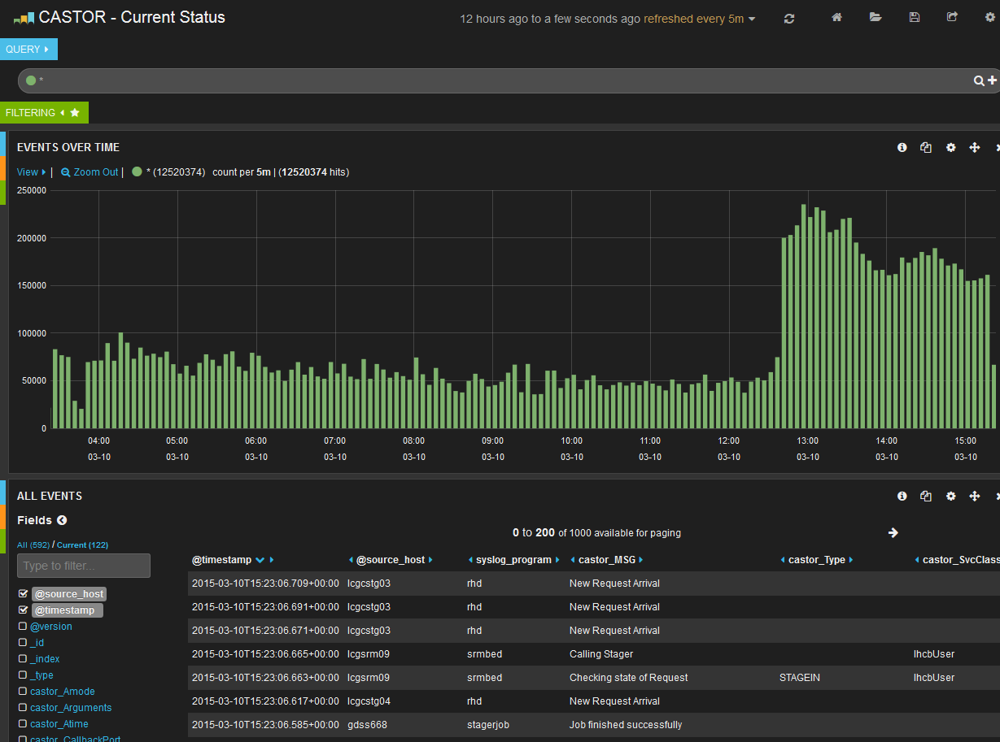 CASTOR - Current Status
12 hours ago to a few seconds ago refreshed every 5m
QUERY
*
FILTERING
EVENTS OVER TIME
View | Zoom Out | * (12520374) count per 5m | (12520374 hits)
250000
200000
150000
100000
50000
0
04:00 05:00 06:00 07:00 08:00 09:00 10:00 11:00 12:00 13:00 14:00 15:00
03-10 03-10 03-10 03-10 03-10 03-10 03-10 03-10 03-10 03-10 03-10 03-10
ALL EVENTS
Fields
0 to 200 of 1000 available for paging
All (592) / Current (122)
Type to filter...
@source_host
@timestamp
@version
_id
_index
_type
castor_Amode
castor_Arguments
castor_Atime
castor_CallbackPort
@timestamp @source_host syslog_program castor_MSG castor_Type castor_SvcClass
2015-03-10T15:23:06.709+00:00 lcgcstg03 rhd New Request Arrival
2015-03-10T15:23:06.691+00:00 lcgcstg03 rhd New Request Arrival
2015-03-10T15:23:06.671+00:00 lcgcstg03 rhd New Request Arrival
2015-03-10T15:23:06.665+00:00 lcgsrm09 srmbed Calling Stager lhcbUser
2015-03-10T15:23:06.663+00:00 lcgsrm09 srmbed Checking state of Request STAGEIN lhcbUser
2015-03-10T15:23:06.617+00:00 lcgcstg04 rhd New Request Arrival
2015-03-10T15:23:06.585+00:00 gdss668 stagerjob Job finished successfully